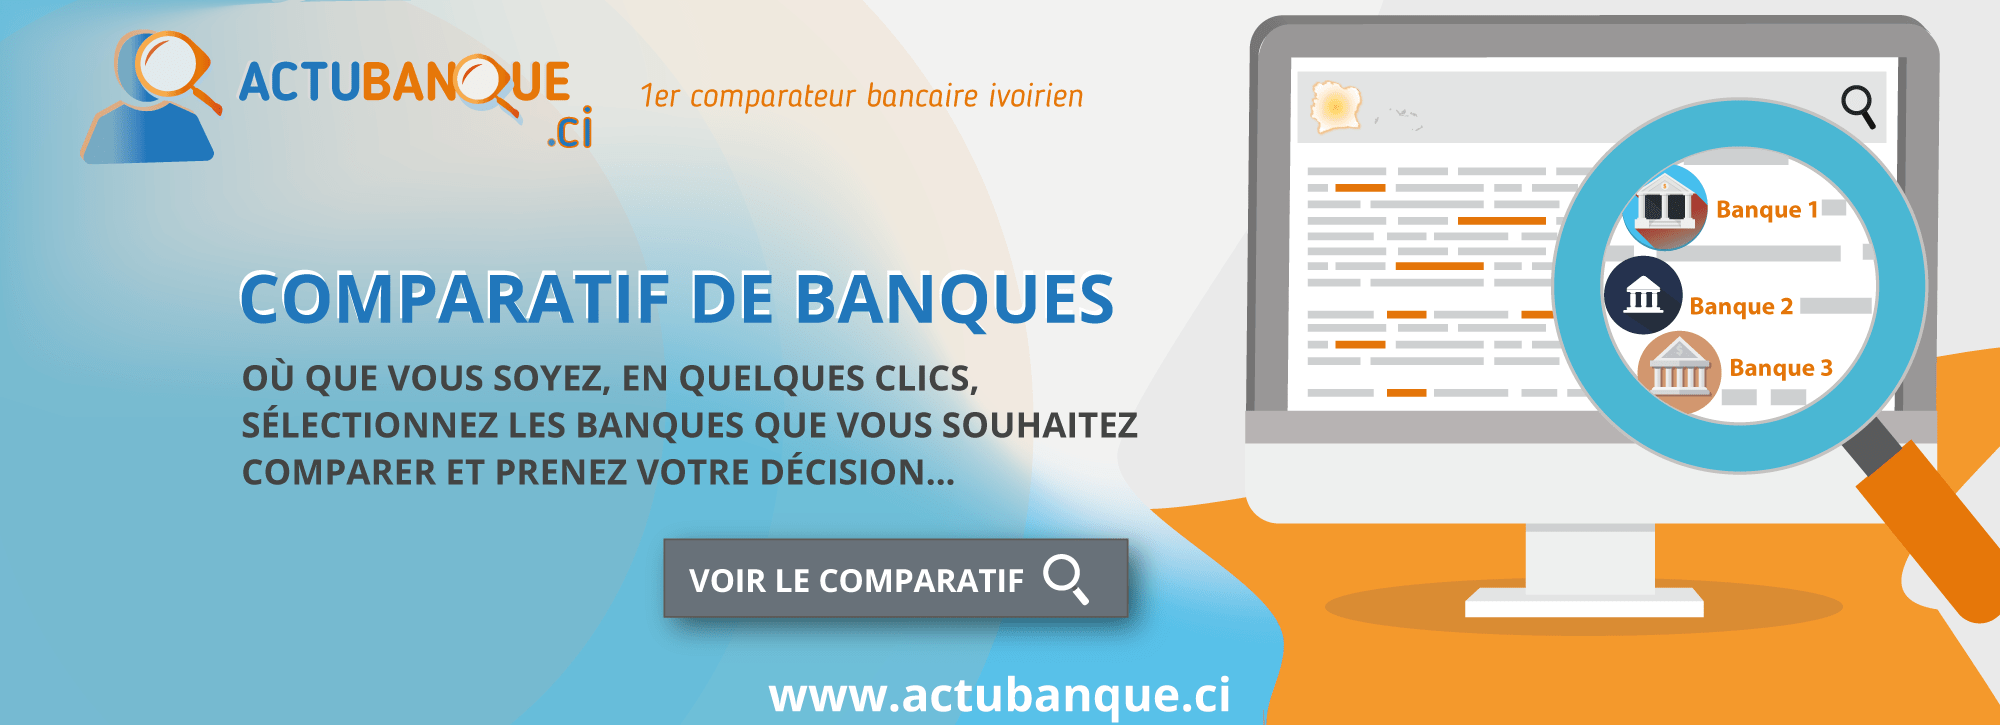 ACTUBANQUE
.ci
1er comparateur bancaire ivoirien
COMPARATIF DE BANQUES
OÙ QUE VOUS SOYEZ, EN QUELQUES CLICS,
SÉLECTIONNEZ LES BANQUES QUE VOUS SOUHAITEZ
COMPARER ET PRENEZ VOTRE DÉCISION...
VOIR LE COMPARATIF
www.actubanque.ci
Banque 1
Banque 2
Banque 3